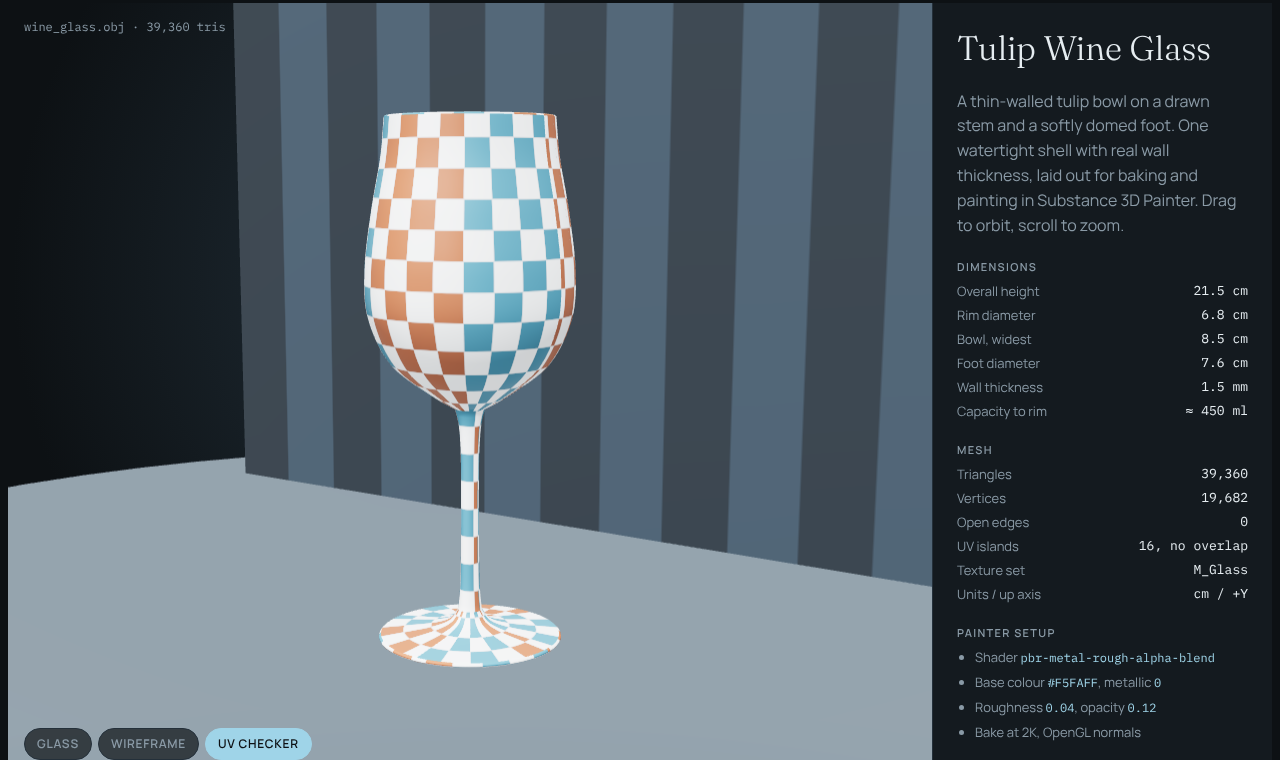 wine_glass.obj · 39,360 tris
Tulip Wine Glass
A thin-walled tulip bowl on a drawn
stem and a softly domed foot. One
watertight shell with real wall
thickness, laid out for baking and
painting in Substance 3D Painter. Drag
to orbit, scroll to zoom.
DIMENSIONS
Overall height 21.5 cm
Rim diameter 6.8 cm
Bowl, widest 8.5 cm
Foot diameter 7.6 cm
Wall thickness 1.5 mm
Capacity to rim ≈ 450 ml
MESH
Triangles 39,360
Vertices 19,682
Open edges 0
UV islands 16, no overlap
Texture set M_Glass
Units / up axis cm / +Y
PAINTER SETUP
Shader pbr-metal-rough-alpha-blend
Base colour #F5FAFF, metallic 0
Roughness 0.04, opacity 0.12
Bake at 2K, OpenGL normals
GLASS WIREFRAME UV CHECKER